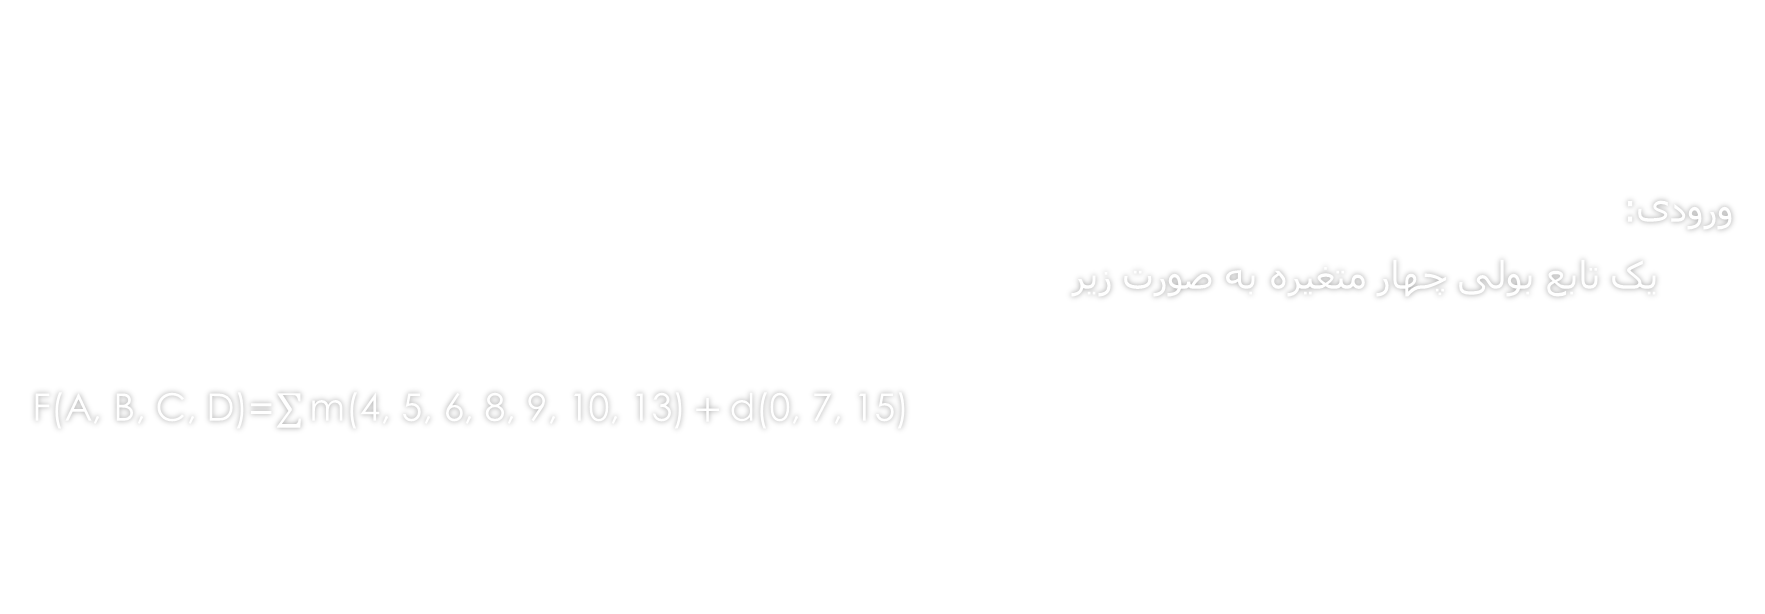 ورودی:
یک تابع بولی چهار متغیره به صورت زیر
F(A, B, C, D)=∑m(4, 5, 6, 8, 9, 10, 13) + d(0, 7, 15)